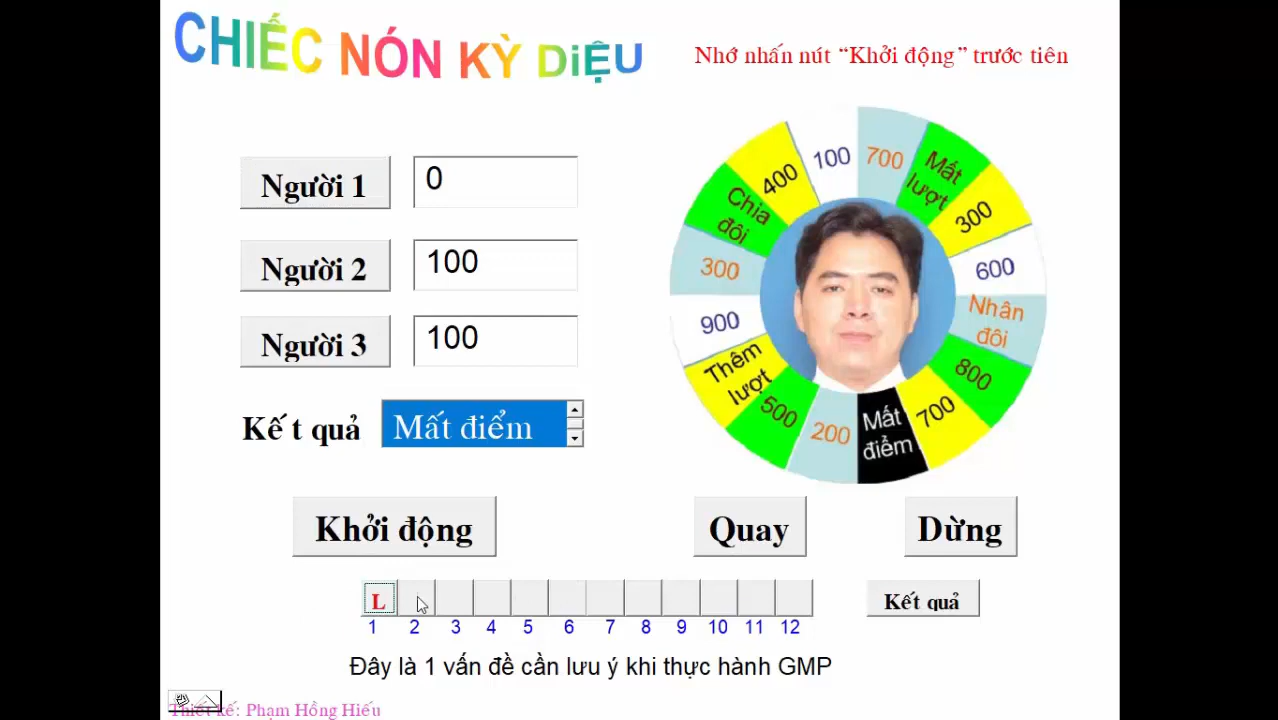 CHIẾC NÓN KỲ DiỆU
Nhớ nhấn nút “Khởi động” trước tiên
Người 1
0
Người 2
100
Người 3
100
Kế t quả
Mất điểm
100
700
Mất lượt
300
600
Nhân đôi
800
700
Mất điểm
200
500
Thêm lượt
900
300
Chia đôi
400
Khởi động
Quay
Dừng
L
Kết quả
1 2 3 4 5 6 7 8 9 10 11 12
Đây là 1 vấn đề cần lưu ý khi thực hành GMP
Thiết kế: Phạm Hồng Hiếu